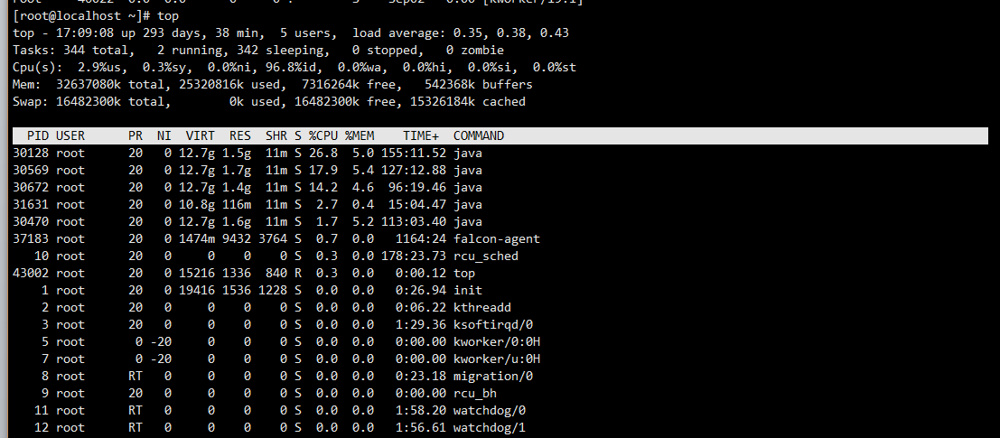 [root@localhost ~]# top
top - 17:09:08 up 293 days, 38 min,  5 users,  load average: 0.35, 0.38, 0.43
Tasks: 344 total,   2 running, 342 sleeping,   0 stopped,   0 zombie
Cpu(s):  2.9%us,  0.3%sy,  0.0%ni, 96.8%id,  0.0%wa,  0.0%hi,  0.0%si,  0.0%st
Mem:  32637080k total, 25320816k used,  7316264k free,   542368k buffers
Swap: 16482300k total,        0k used, 16482300k free, 15326184k cached
  PID USER      PR  NI  VIRT  RES  SHR S %CPU %MEM    TIME+  COMMAND
30128 root      20   0 12.7g 1.5g  11m S 26.8  5.0 155:11.52 java
30569 root      20   0 12.7g 1.7g  11m S 17.9  5.4 127:12.88 java
30672 root      20   0 12.7g 1.4g  11m S 14.2  4.6  96:19.46 java
31631 root      20   0 10.8g 116m  11m S  2.7  0.4  15:04.47 java
30470 root      20   0 12.7g 1.6g  11m S  1.7  5.2 113:03.40 java
37183 root      20   0 1474m 9432 3764 S  0.7  0.0   1164:24 falcon-agent
   10 root      20   0     0    0    0 S  0.3  0.0 178:23.73 rcu_sched
43002 root      20   0 15216 1336  840 R  0.3  0.0   0:00.12 top
    1 root      20   0 19416 1536 1228 S  0.0  0.0   0:26.94 init
    2 root      20   0     0    0    0 S  0.0  0.0   0:06.22 kthreadd
    3 root      20   0     0    0    0 S  0.0  0.0   1:29.36 ksoftirqd/0
    5 root       0 -20     0    0    0 S  0.0  0.0   0:00.00 kworker/0:0H
    7 root       0 -20     0    0    0 S  0.0  0.0   0:00.00 kworker/u:0H
    8 root      RT   0     0    0    0 S  0.0  0.0   0:23.18 migration/0
    9 root      20   0     0    0    0 S  0.0  0.0   0:00.00 rcu_bh
   11 root      RT   0     0    0    0 S  0.0  0.0   1:58.20 watchdog/0
   12 root      RT   0     0    0    0 S  0.0  0.0   1:56.61 watchdog/1